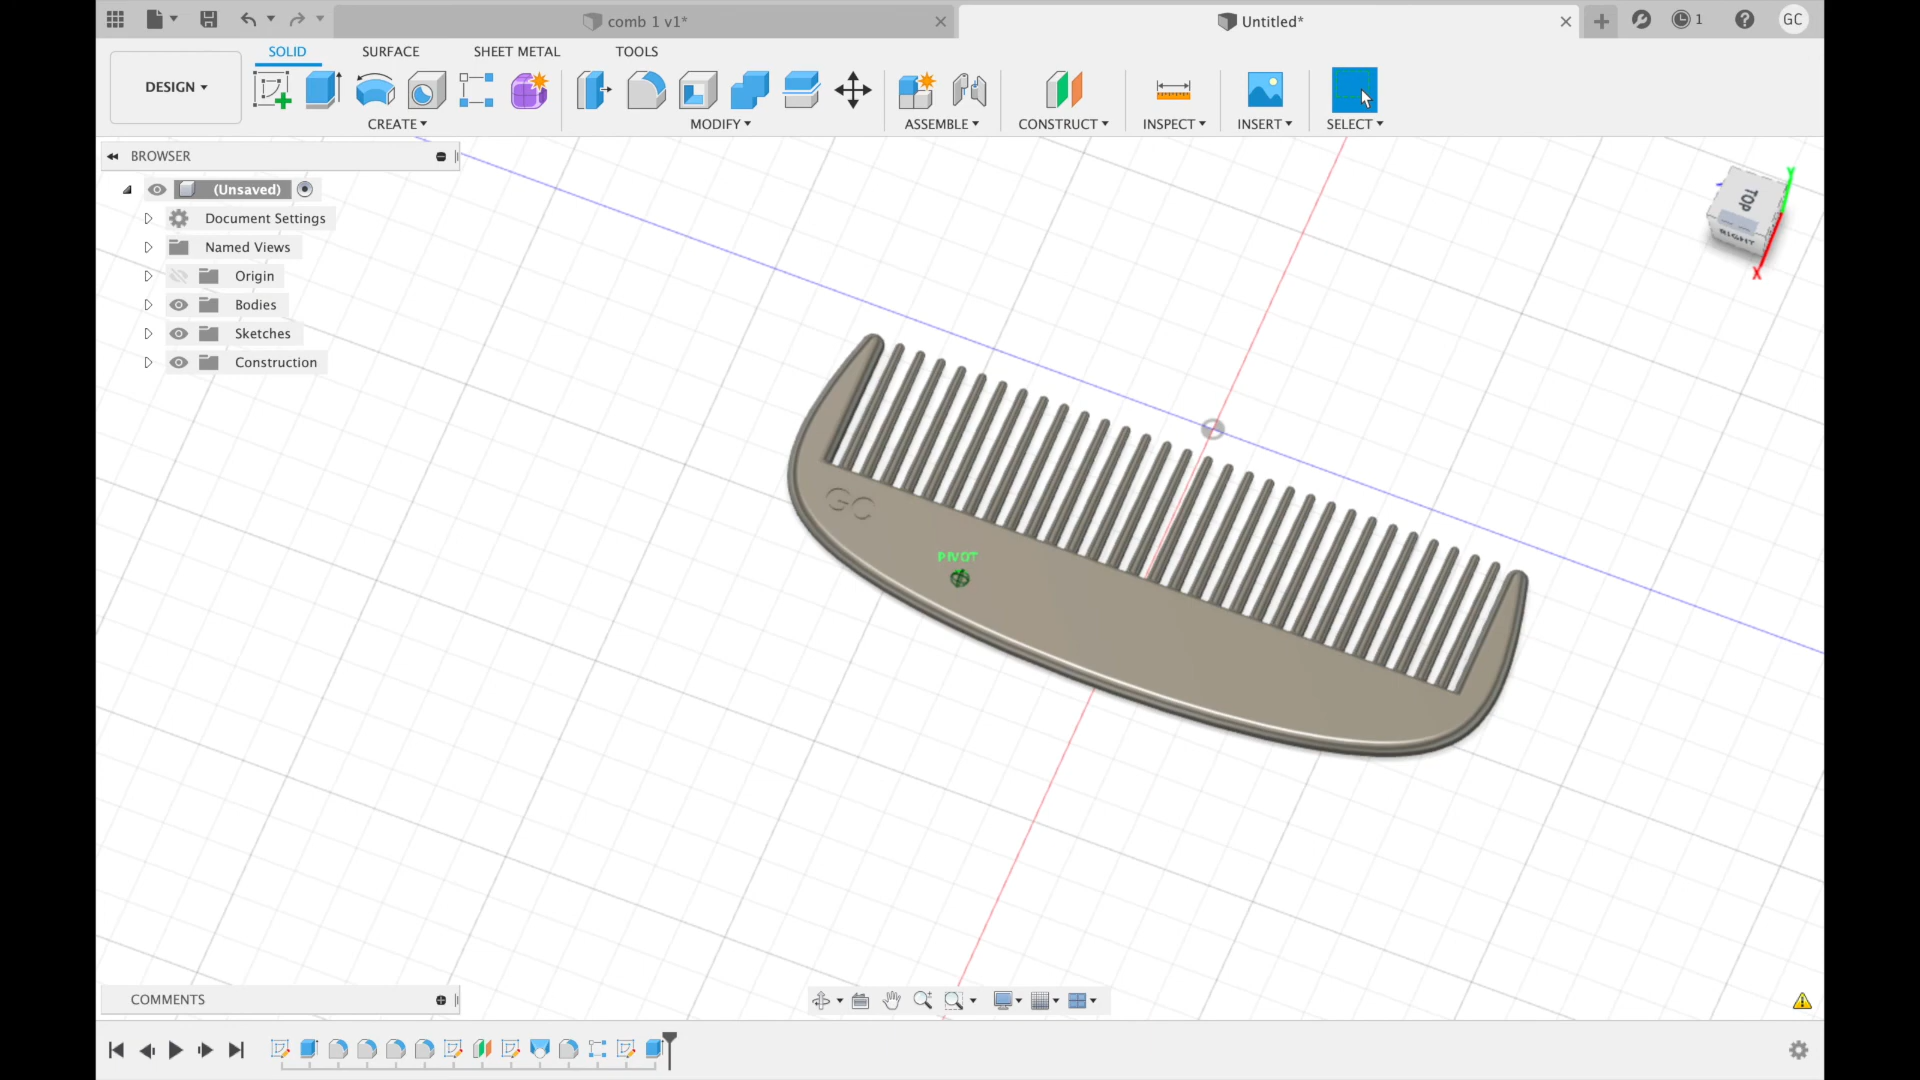 comb 1 v1*
Untitled*
1
GC
DESIGN
SOLID
SURFACE
SHEET METAL
TOOLS
CREATE
MODIFY
ASSEMBLE
CONSTRUCT
INSPECT
INSERT
SELECT
BROWSER
(Unsaved)
Document Settings
Named Views
Origin
Bodies
Sketches
Construction
TOP
RIGHT
Y
X
GC
PIVOT
COMMENTS